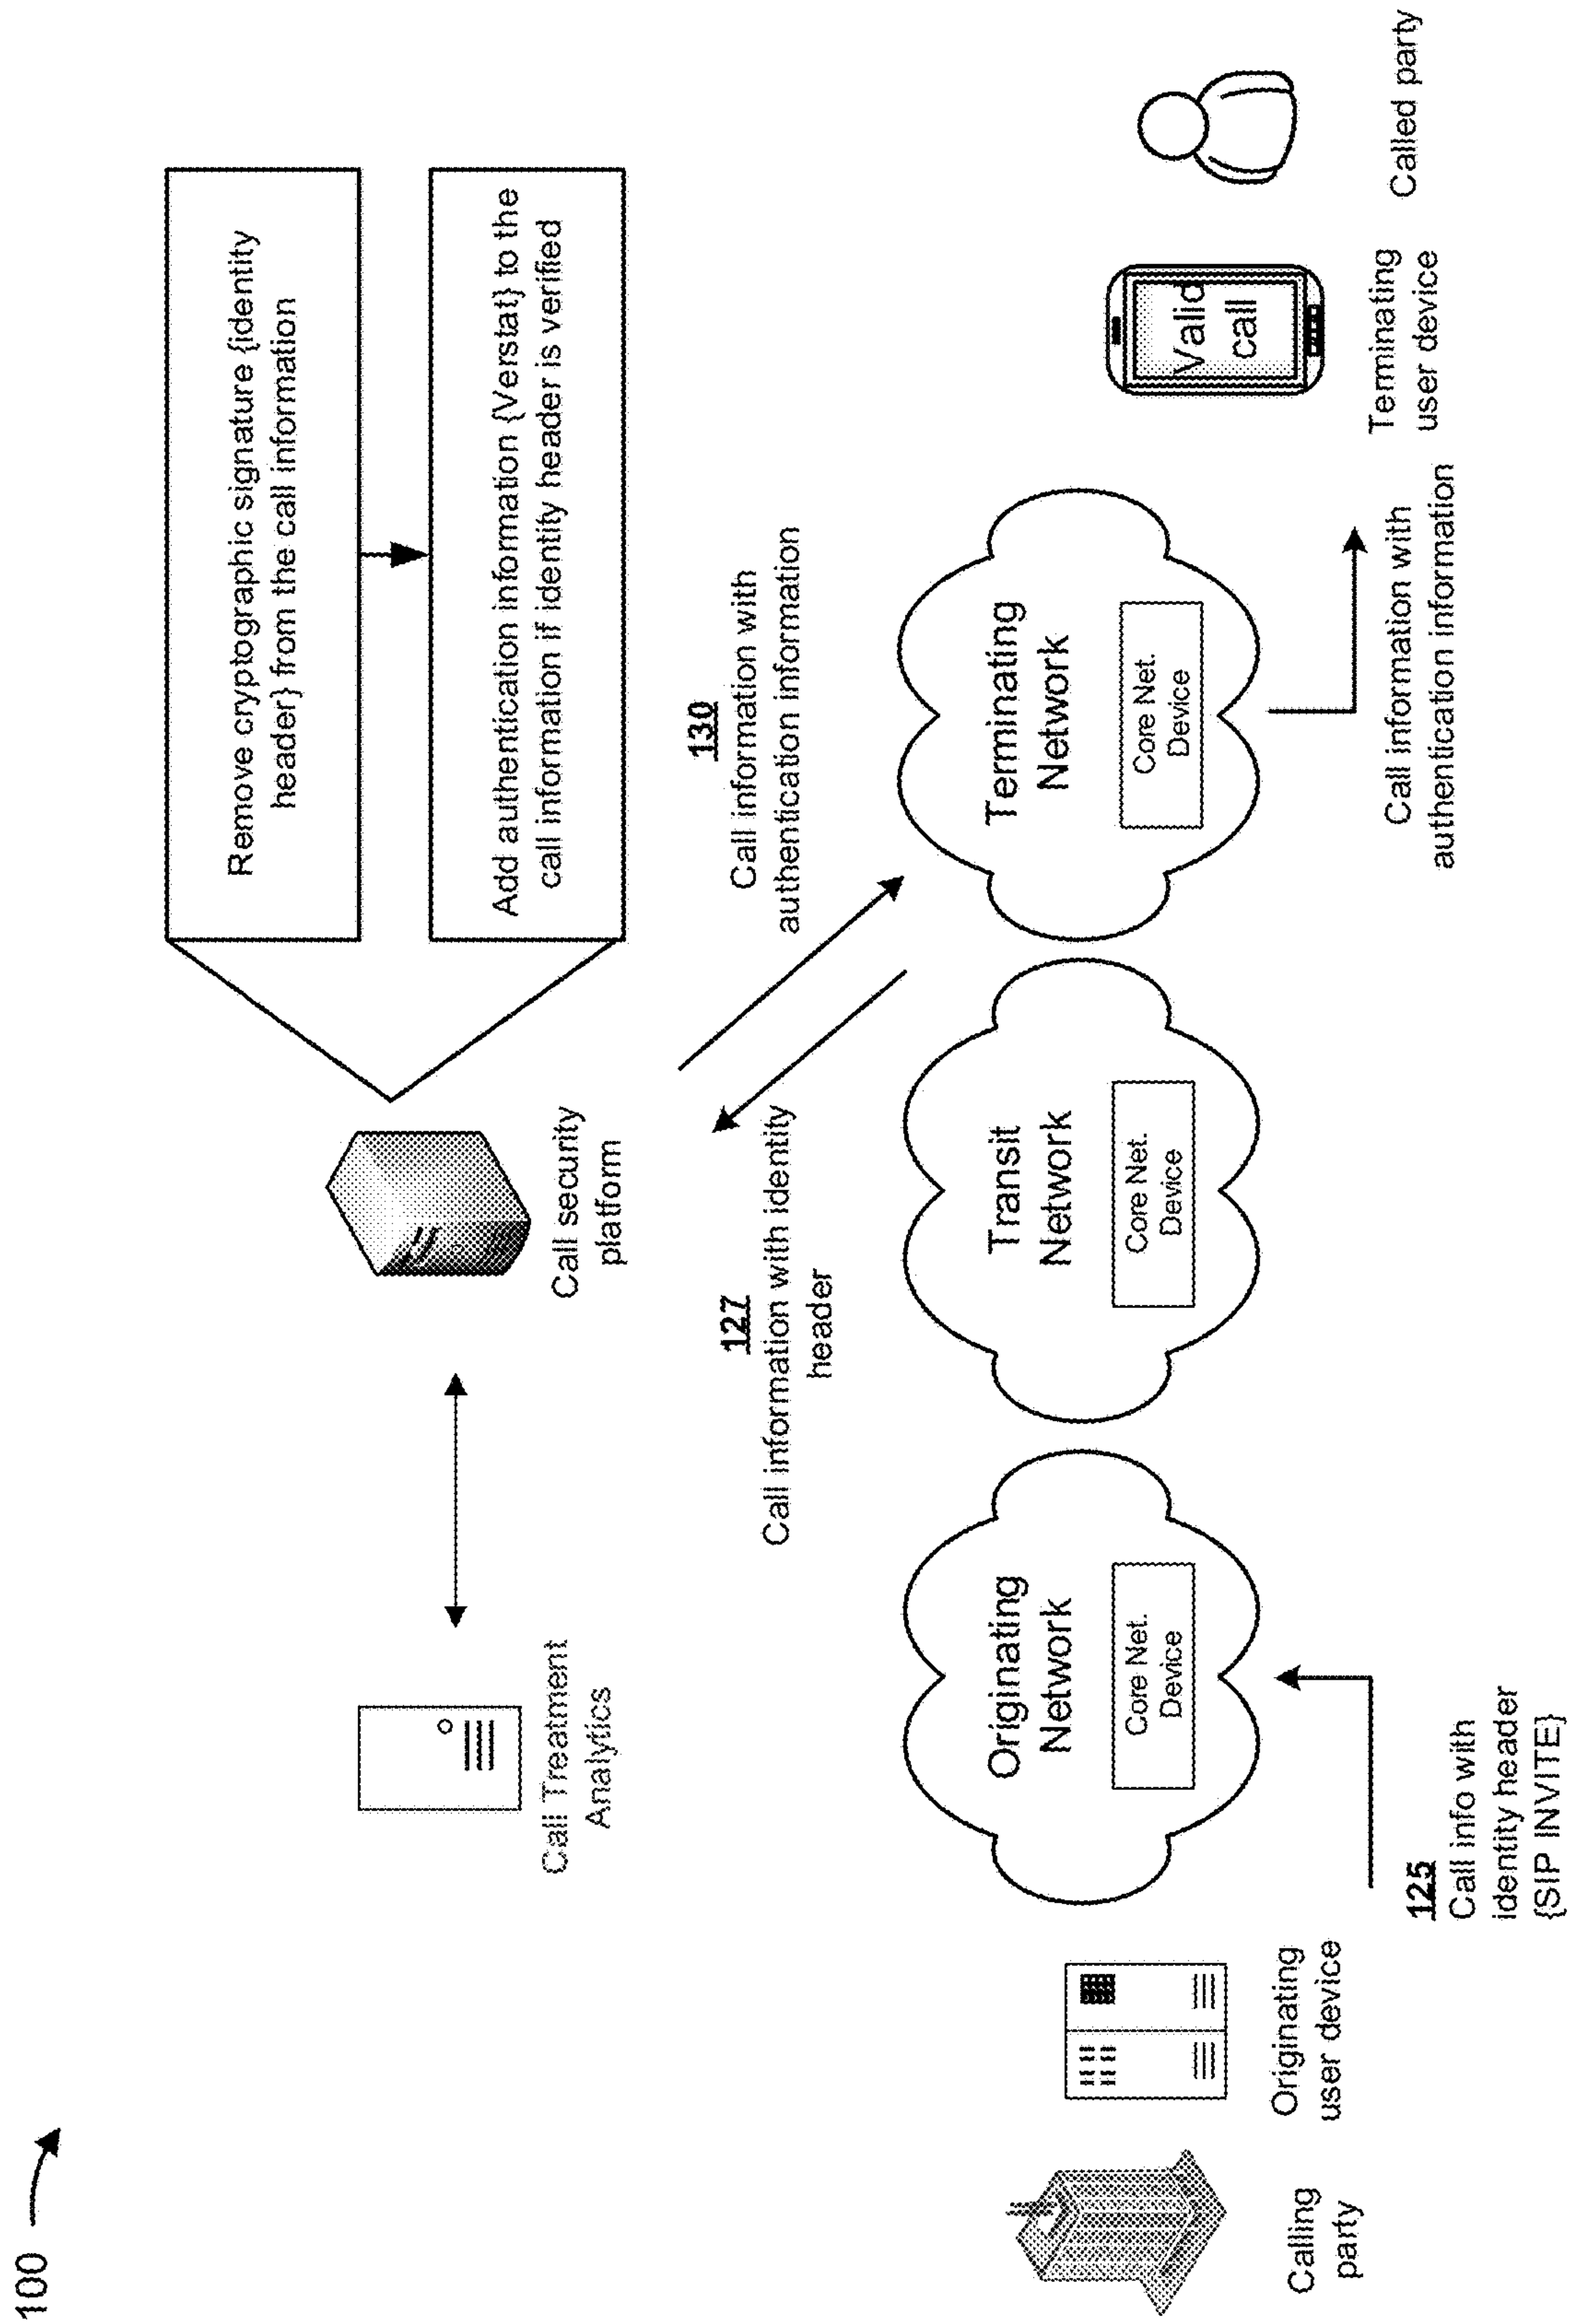 100
Remove cryptographic signature {identity
header} from the call information
Add authentication information {Verstat} to the
call information if identity header is verified
Call Treatment
Analytics
Call security
platform
127
Call information with identity
header
130
Call information with
authentication information
Originating
Network
Core Net.
Device
Transit
Network
Core Net.
Device
Terminating
Network
Core Net.
Device
Valid
call
Calling
party
Originating
user device
125
Call info with
identity header
{SIP INVITE}
Call information with
authentication information
Terminating
user device
Called party